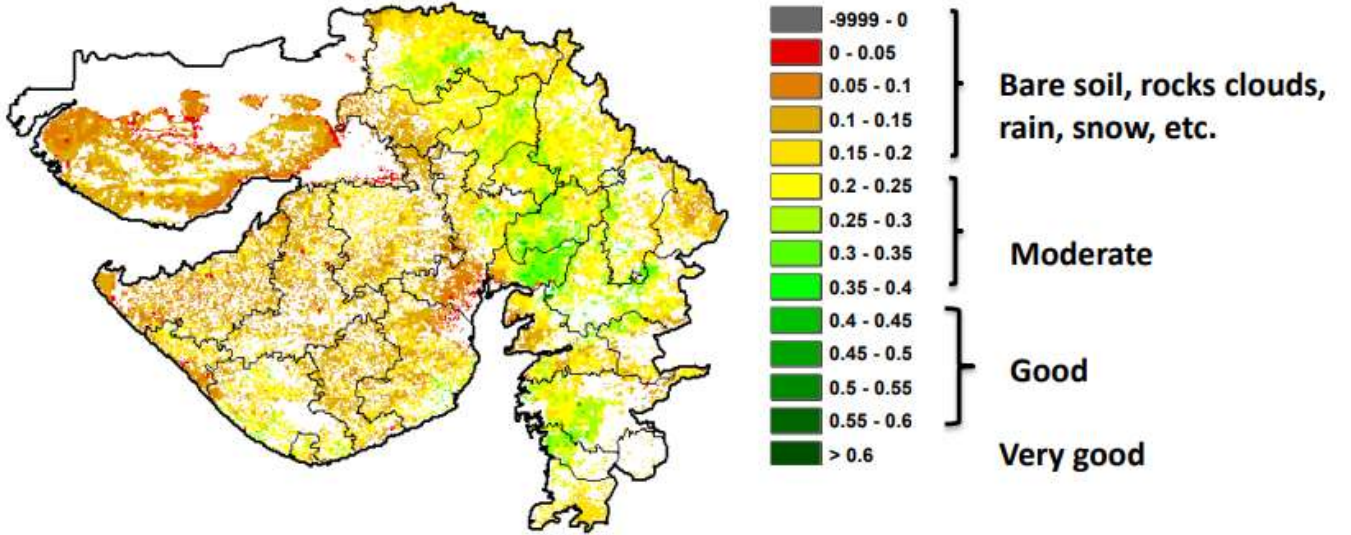 -9999 - 0
0 - 0.05
0.05 - 0.1
0.1 - 0.15
0.15 - 0.2
0.2 - 0.25
0.25 - 0.3
0.3 - 0.35
0.35 - 0.4
0.4 - 0.45
0.45 - 0.5
0.5 - 0.55
0.55 - 0.6
> 0.6
Bare soil, rocks clouds,
rain, snow, etc.
Moderate
Good
Very good